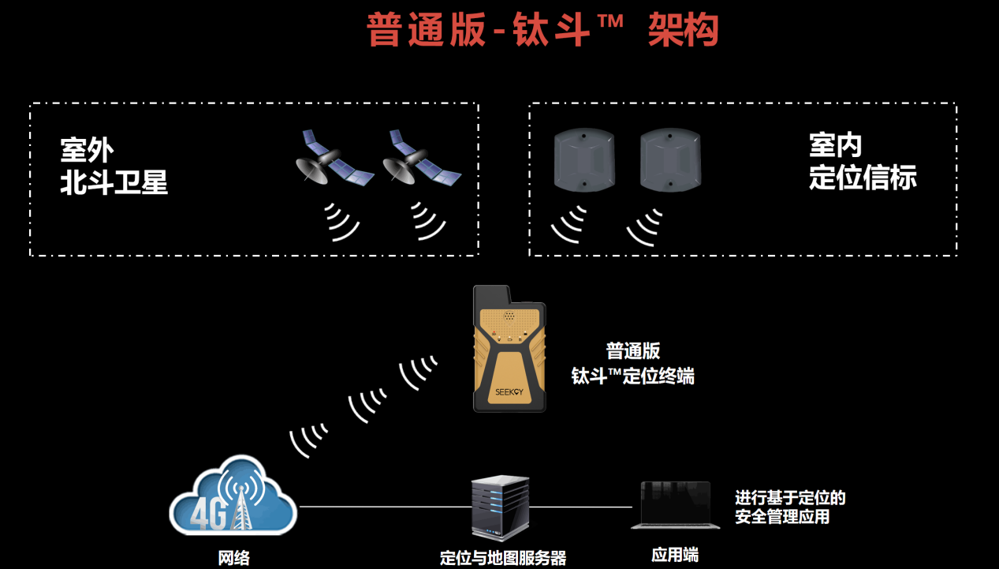 普通版-钛斗™ 架构
室外
北斗卫星
室内
定位信标
SEEKOY
普通版
钛斗™定位终端
4G
进行基于定位的
安全管理应用
网络
定位与地图服务器
应用端